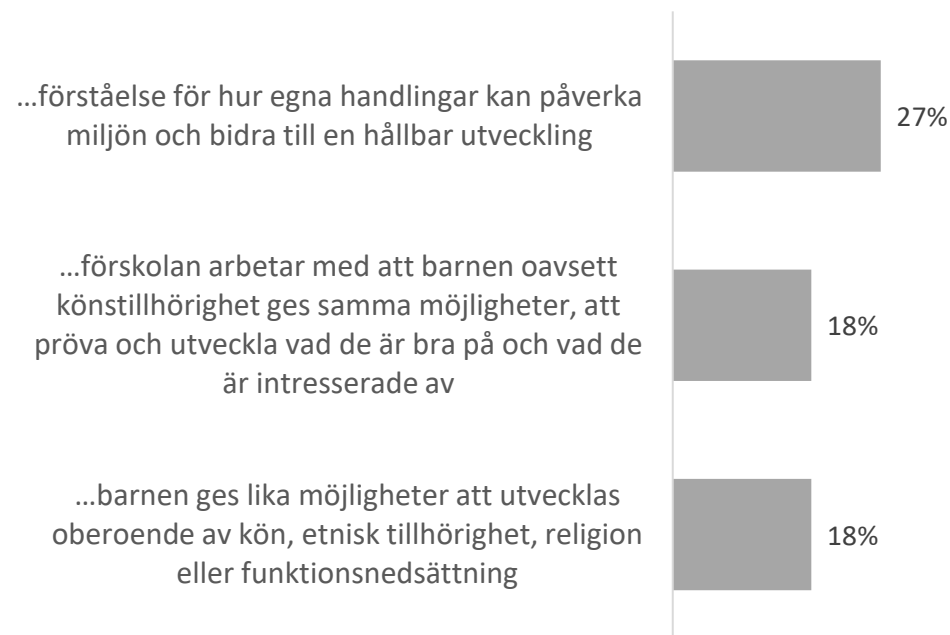 ...förståelse för hur egna handlingar kan påverka
miljön och bidra till en hållbar utveckling
27%
...förskolan arbetar med att barnen oavsett
könstillhörighet ges samma möjligheter, att
pröva och utveckla vad de är bra på och vad de
är intresserade av
18%
...barnen ges lika möjligheter att utvecklas
oberoende av kön, etnisk tillhörighet, religion
eller funktionsnedsättning
18%